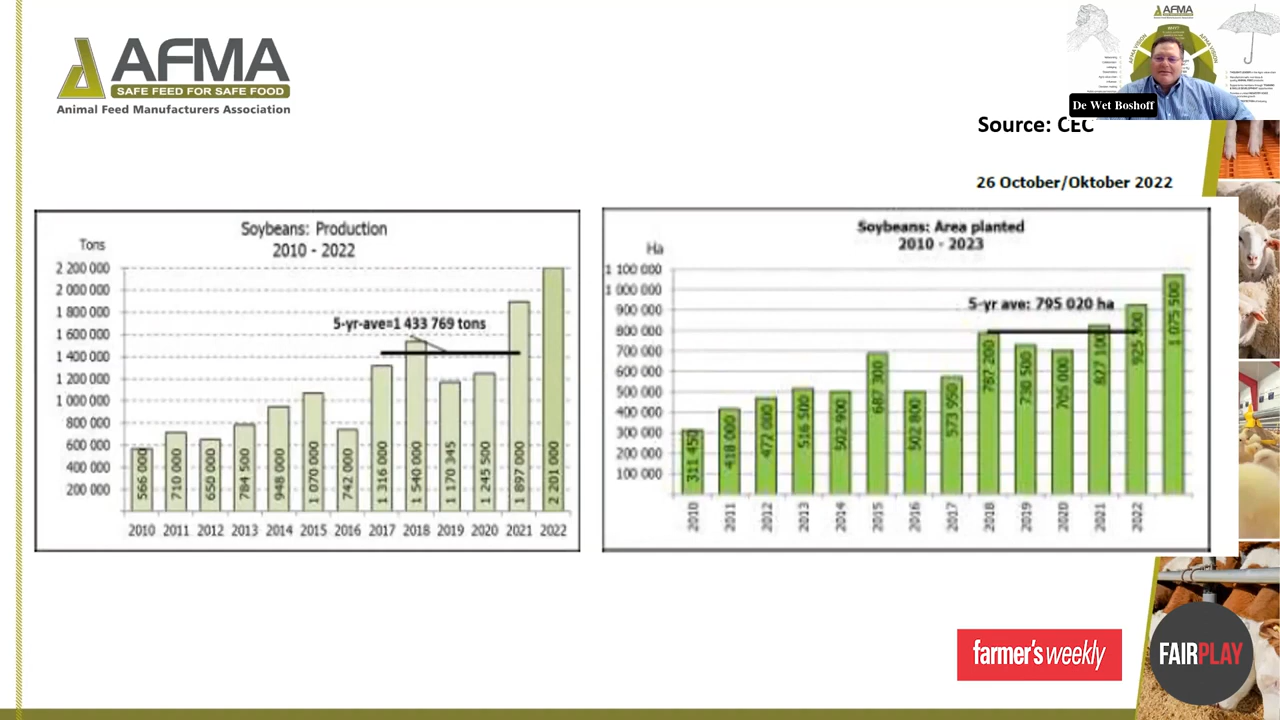 AFMA
SAFE FEED FOR SAFE FOOD
Animal Feed Manufacturers Association
AFMA
De Wet Boshoff
Source: CEC
26 October/Oktober 2022
Soybeans: Production
2010 - 2022
Tons
2 200 000
2 000 000
1 800 000
1 600 000
1 400 000
1 200 000
1 000 000
800 000
600 000
400 000
200 000
5-yr-ave=1 433 769 tons
566 000
710 000
650 000
784 500
948 000
1 070 000
742 000
1 316 000
1 540 000
1 170 345
1 245 500
1 897 000
2 201 000
2010 2011 2012 2013 2014 2015 2016 2017 2018 2019 2020 2021 2022
Soybeans: Area planted
2010 - 2023
Ha
1 100 000
1 000 000
900 000
800 000
700 000
600 000
500 000
400 000
300 000
200 000
100 000
5-yr ave: 795 020 ha
311 450
418 000
472 000
516 500
502 900
687 300
502 800
573 950
787 200
730 500
705 000
827 100
925 300
1 075 500
2010 2011 2012 2013 2014 2015 2016 2017 2018 2019 2020 2021 2022
farmer's weekly
FAIRPLAY